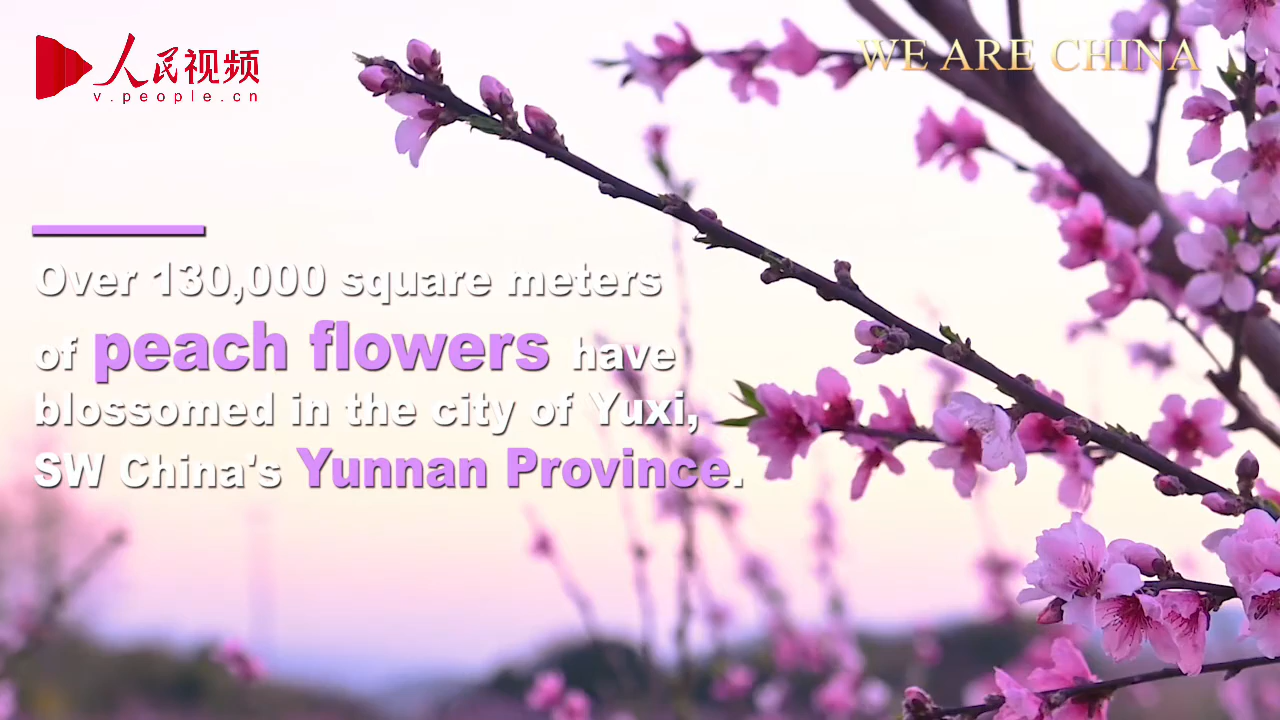 人民视频
v.people.cn
WE ARE CHINA
Over 130,000 square meters
of peach flowers have
blossomed in the city of Yuxi,
SW China's Yunnan Province.